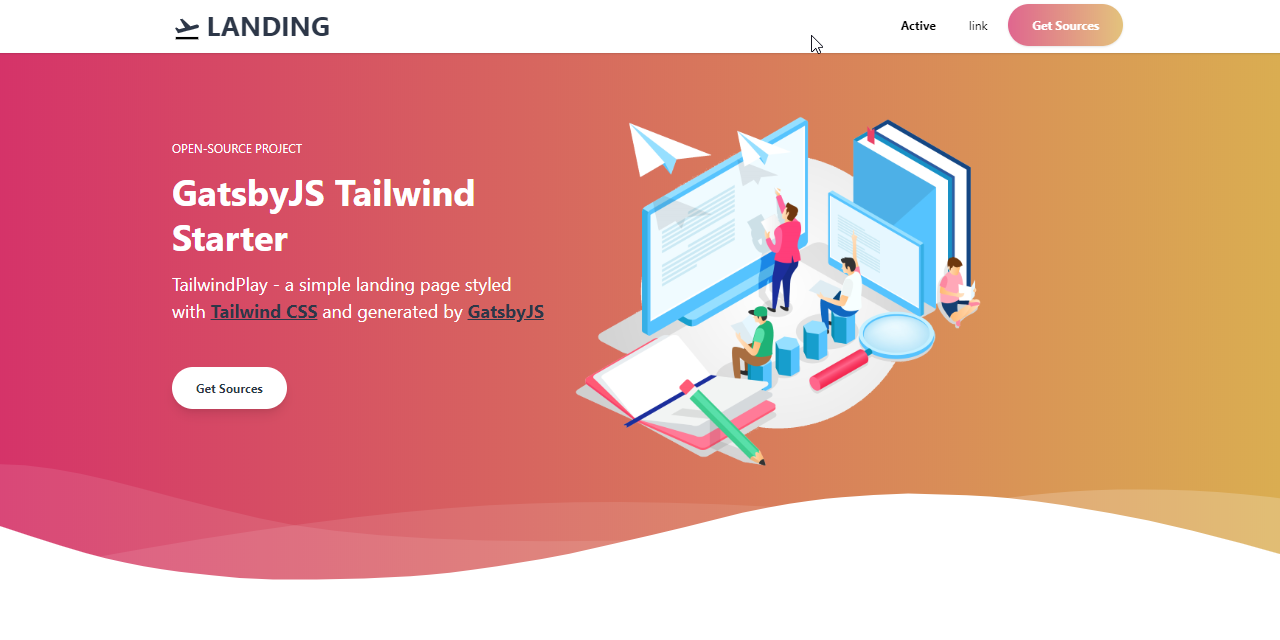 LANDING
Active
link
Get Sources
OPEN-SOURCE PROJECT
GatsbyJS Tailwind
Starter
TailwindPlay - a simple landing page styled
with Tailwind CSS and generated by GatsbyJS
Get Sources